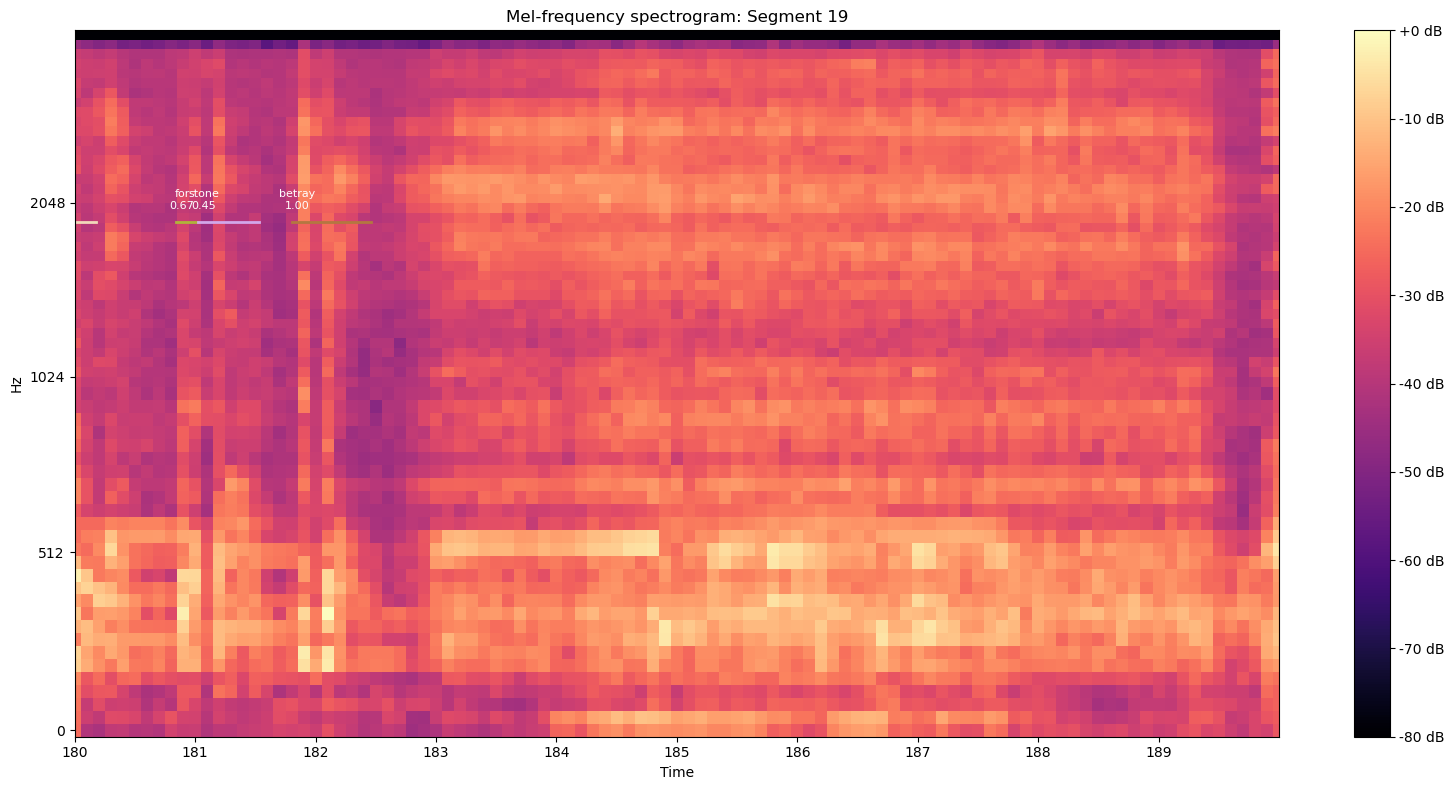 Mel-frequency spectrogram: Segment 19
+0 dB
-10 dB
-20 dB
-30 dB
-40 dB
-50 dB
-60 dB
-70 dB
-80 dB
Hz
2048
1024
512
0
forstone betray
0.670.45 1.00
180 181 182 183 184 185 186 187 188 189
Time